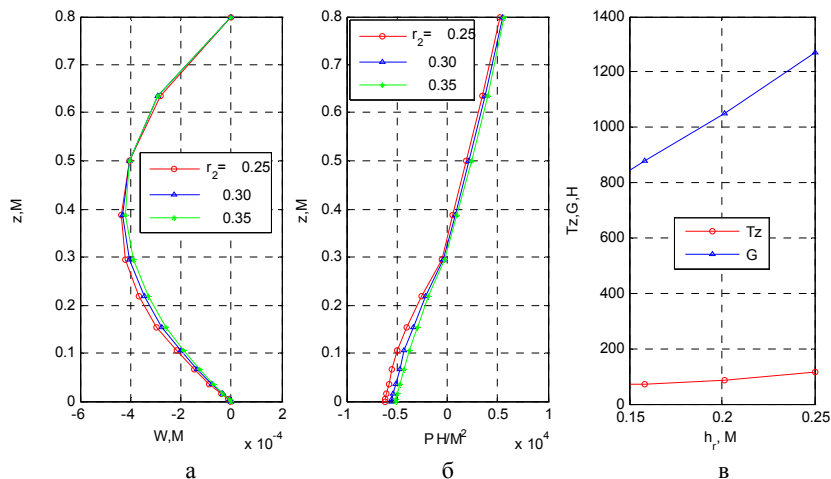 0.8
0.7
0.6
0.5
0.4
0.3
0.2
0.1
0
z,M
-6
-4
-2
0
2
W,M
x 10⁻⁴
r₂= 0.25
0.30
0.35
а
0.8
0.7
0.6
0.5
0.4
0.3
0.2
0.1
0
z,M
-1
-0.5
0
0.5
1
P H/M²
x 10⁴
r₂= 0.25
0.30
0.35
б
1400
1200
1000
800
600
400
200
0
Tz,G,H
0.15
0.2
0.25
hᵣ, M
Tz
G
в